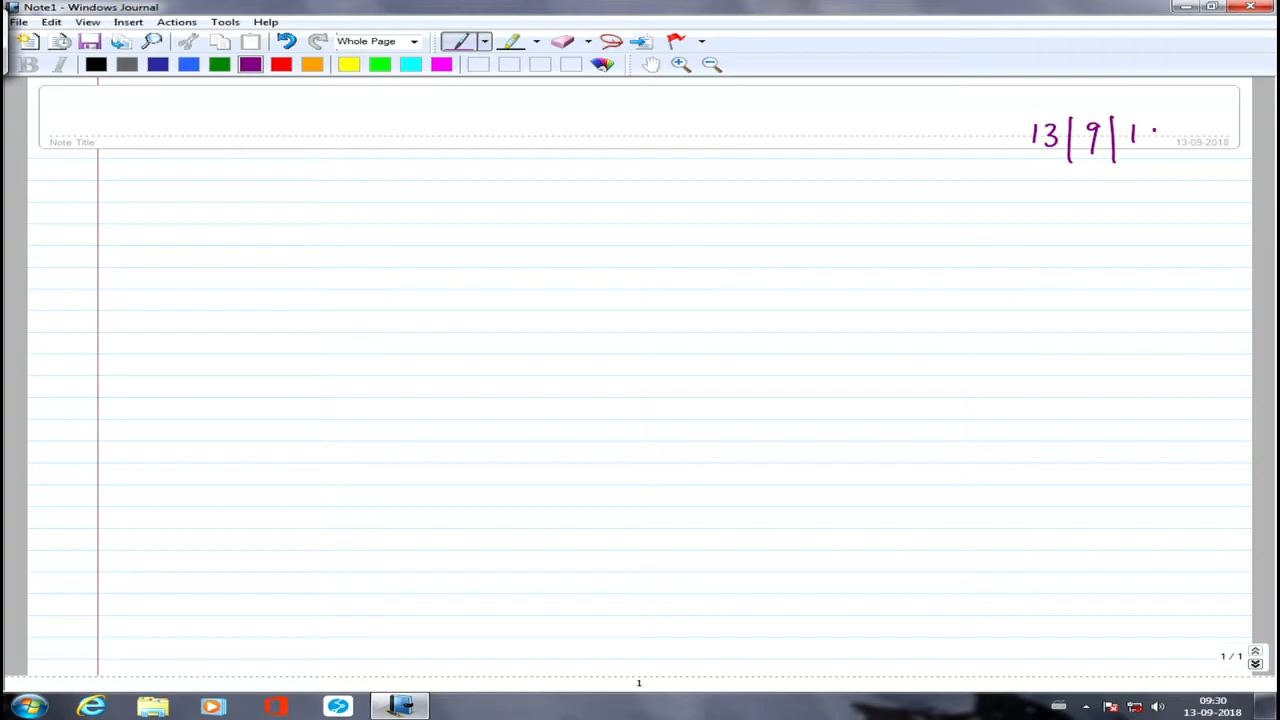 Note1 - Windows Journal
File Edit View Insert Actions Tools Help
Whole Page
B I
13|9|1
Note Title
13-09-2018
1 / 1
1
09:30
13-09-2018